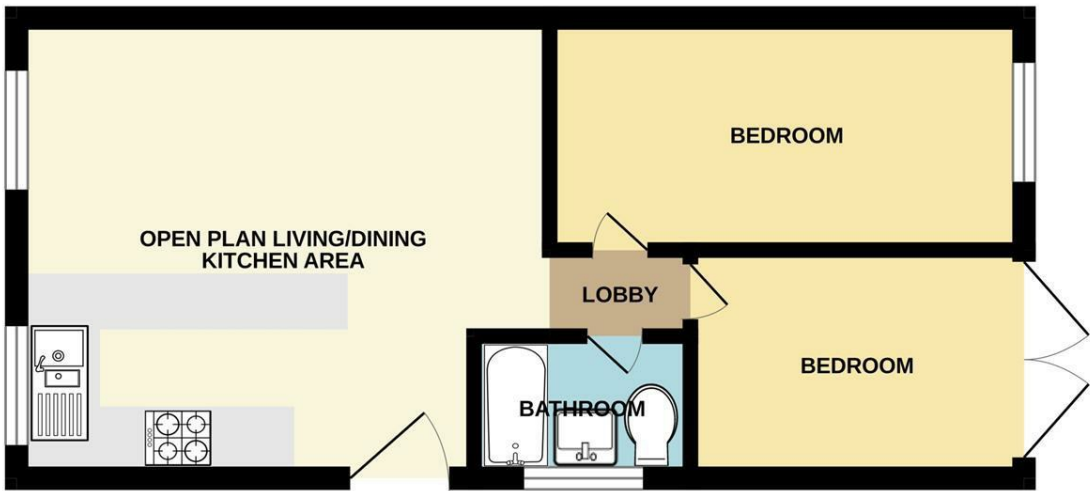 BEDROOM
OPEN PLAN LIVING/DINING
KITCHEN AREA
LOBBY
BEDROOM
BATHROOM